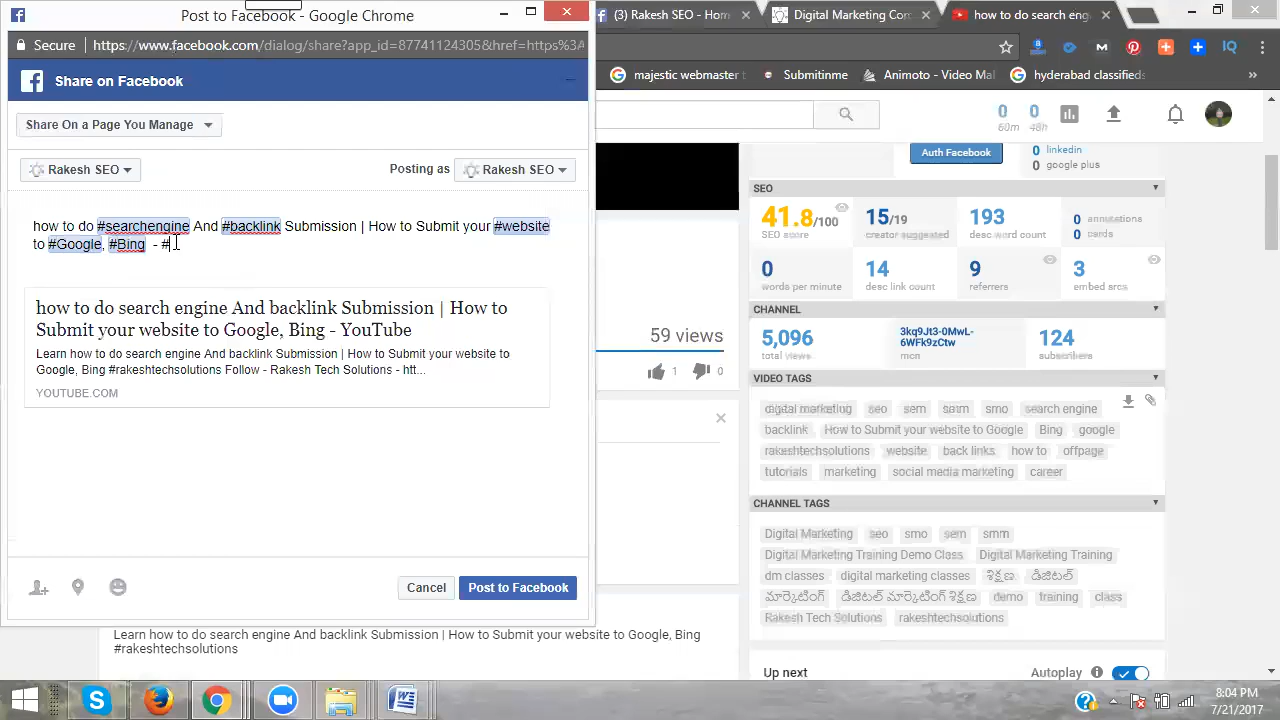 Post to Facebook - Google Chrome
(3) Rakesh SEO - Hom
Digital Marketing Con
how to do search eng
Secure | https://www.facebook.com/dialog/share?app_id=87741124305&href=https%3A
IQ
Share on Facebook
majestic webmaster t
Submitime
Animoto - Video Mal
hyderabad classifieds
»
Share On a Page You Manage
0 0
60m 48h
Rakesh SEO
Posting as
Rakesh SEO
Auth Facebook
0 linkedin
0 google plus
SEO
how to do #searchengine And #backlink Submission | How to Submit your #website
to #Google, #Bing - #
41.8/100
SEO score
15/19
creator suggested
193
desc word count
0 annotations
0 cards
0
words per minute
14
desc link count
9
referrers
3
embed srcs
how to do search engine And backlink Submission | How to
Submit your website to Google, Bing - YouTube
Learn how to do search engine And backlink Submission | How to Submit your website to
Google, Bing #rakeshtechsolutions Follow - Rakesh Tech Solutions - htt...
YOUTUBE.COM
59 views
1 0
CHANNEL
5,096
total views
3kq9Jt3-0MwL-
6WFk9zCtw
mcn
124
subscribers
VIDEO TAGS
digital marketing seo sem smm smo search engine
backlink How to Submit your website to Google Bing google
rakeshtechsolutions website back links how to offpage
tutorials marketing social media marketing career
CHANNEL TAGS
Digital Marketing seo smo sem smm
Digital Marketing Training Demo Class Digital Marketing Training
dm classes digital marketing classes శిక్షణ డిజిటల్
మార్కెటింగ్ డిజిటల్ మార్కెటింగ్ శిక్షణ demo training class
Rakesh Tech Solutions rakeshtechsolutions
Cancel
Post to Facebook
Learn how to do search engine And backlink Submission | How to Submit your website to Google, Bing
#rakeshtechsolutions
Up next
Autoplay
8:04 PM
7/21/2017